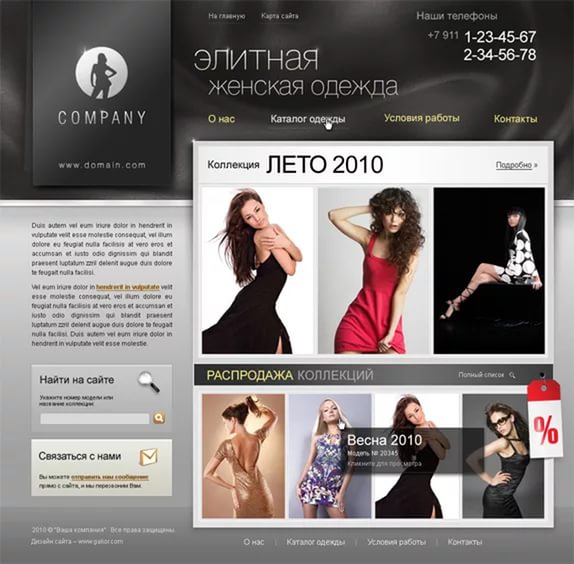 На главную
Карта сайта
Наши телефоны
+7 911 1-23-45-67
2-34-56-78
элитная
женская одежда
COMPANY
www.domain.com
О нас
Каталог одежды
Условия работы
Контакты
Коллекция ЛЕТО 2010
Подробно »
Duis autem vel eum iriure dolor in hendrerit in
vulputate velit esse molestie consequat, vel illum
dolore eu feugiat nulla facilisis at vero eros et
accumsan et iusto odio dignissim qui blandit
praesent luptatum zzril delenit augue duis dolore
te feugait nulla facilisi.
Vel eum iriure dolor in hendrerit in vulputate velit
esse molestie consequat, vel illum dolore eu
feugiat nulla facilisis at vero eros et accumsan et
iusto odio dignissim qui blandit praesent
luptatum zzril delenit augue duis dolore te feugait
nulla facilisi. Duis autem vel eum iriure dolor in
hendrerit in vulputate velit esse molestie.
РАСПРОДАЖА КОЛЛЕКЦИЙ
Полный список
Найти на сайте
Укажите номер модели или
название коллекции:
%
Весна 2010
Модель № 20345
Кликните для просмотра
Связаться с нами
Вы можете отправить нам сообщение
прямо с сайта, и мы перезвоним Вам.
2010 © "Ваша компания". Все права защищены.
Дизайн сайта – www.gatior.com
О нас
Каталог одежды
Условия работы
Контакты